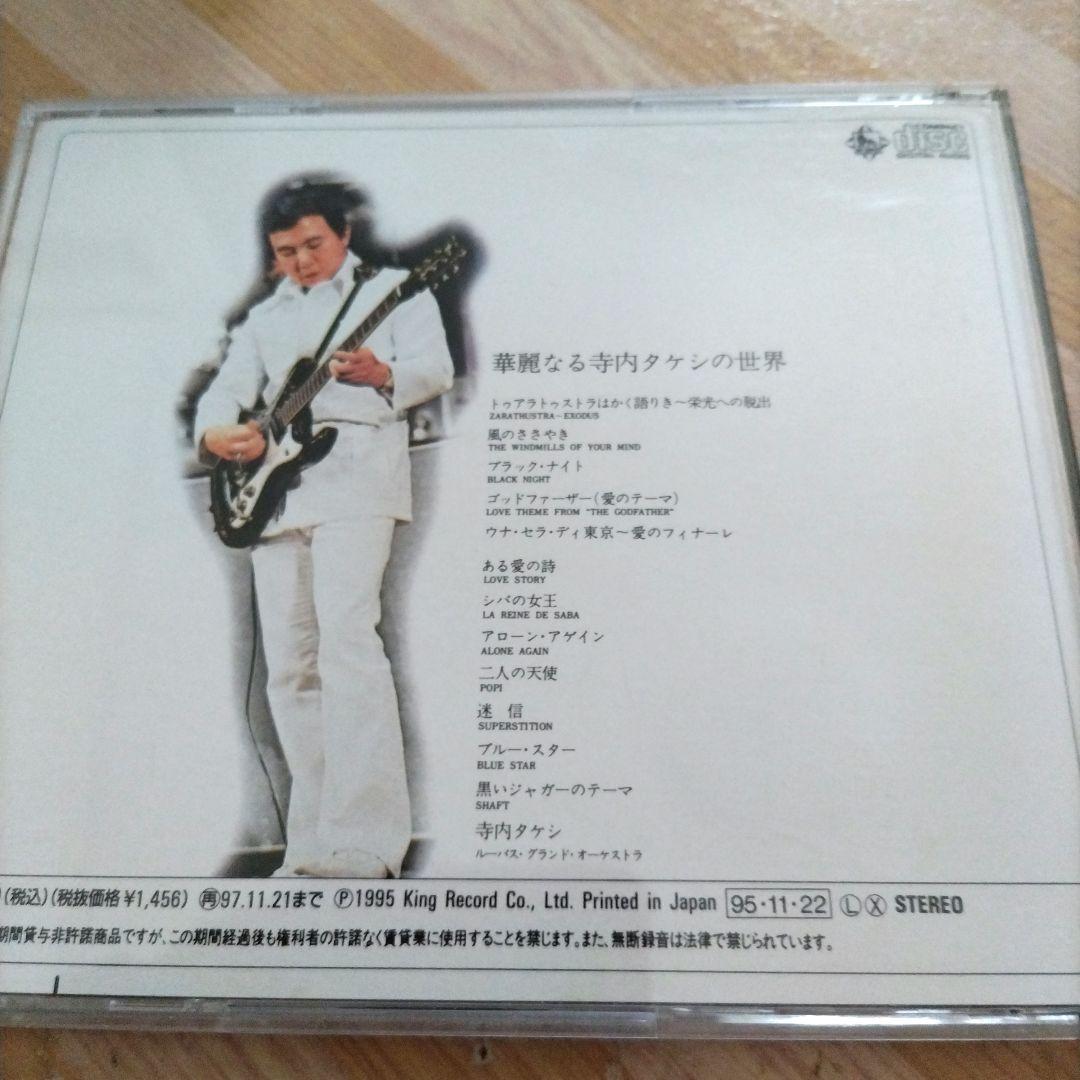 disc
華麗なる寺内タケシの世界
トゥアラトゥストラはかく語りき〜栄光への脱出
ZARATHUSTRA~EXODUS
風のささやき
THE WINDMILLS OF YOUR MIND
ブラック・ナイト
BLACK NIGHT
ゴッドファーザー(愛のテーマ)
LOVE THEME FROM "THE GODFATHER"
ウナ・セラ・ディ東京〜愛のフィナーレ
ある愛の詩
LOVE STORY
シバの女王
LA REINE DE SABA
アローン・アゲイン
ALONE AGAIN
二人の天使
POPI
迷 信
SUPERSTITION
ブルー・スター
BLUE STAR
黒いジャガーのテーマ
SHAFT
寺内タケシ
ルーパス・グランド・オーケストラ
(税込)(税抜価格¥1,456) 再97.11.21まで Ⓟ1995 King Record Co., Ltd. Printed in Japan 95・11・22 Ⓛ Ⓧ STEREO
期間貸与非許諾商品ですが、この期間経過後も権利者の許諾なく賃貸業に使用することを禁じます。また、無断録音は法律で禁じられています。